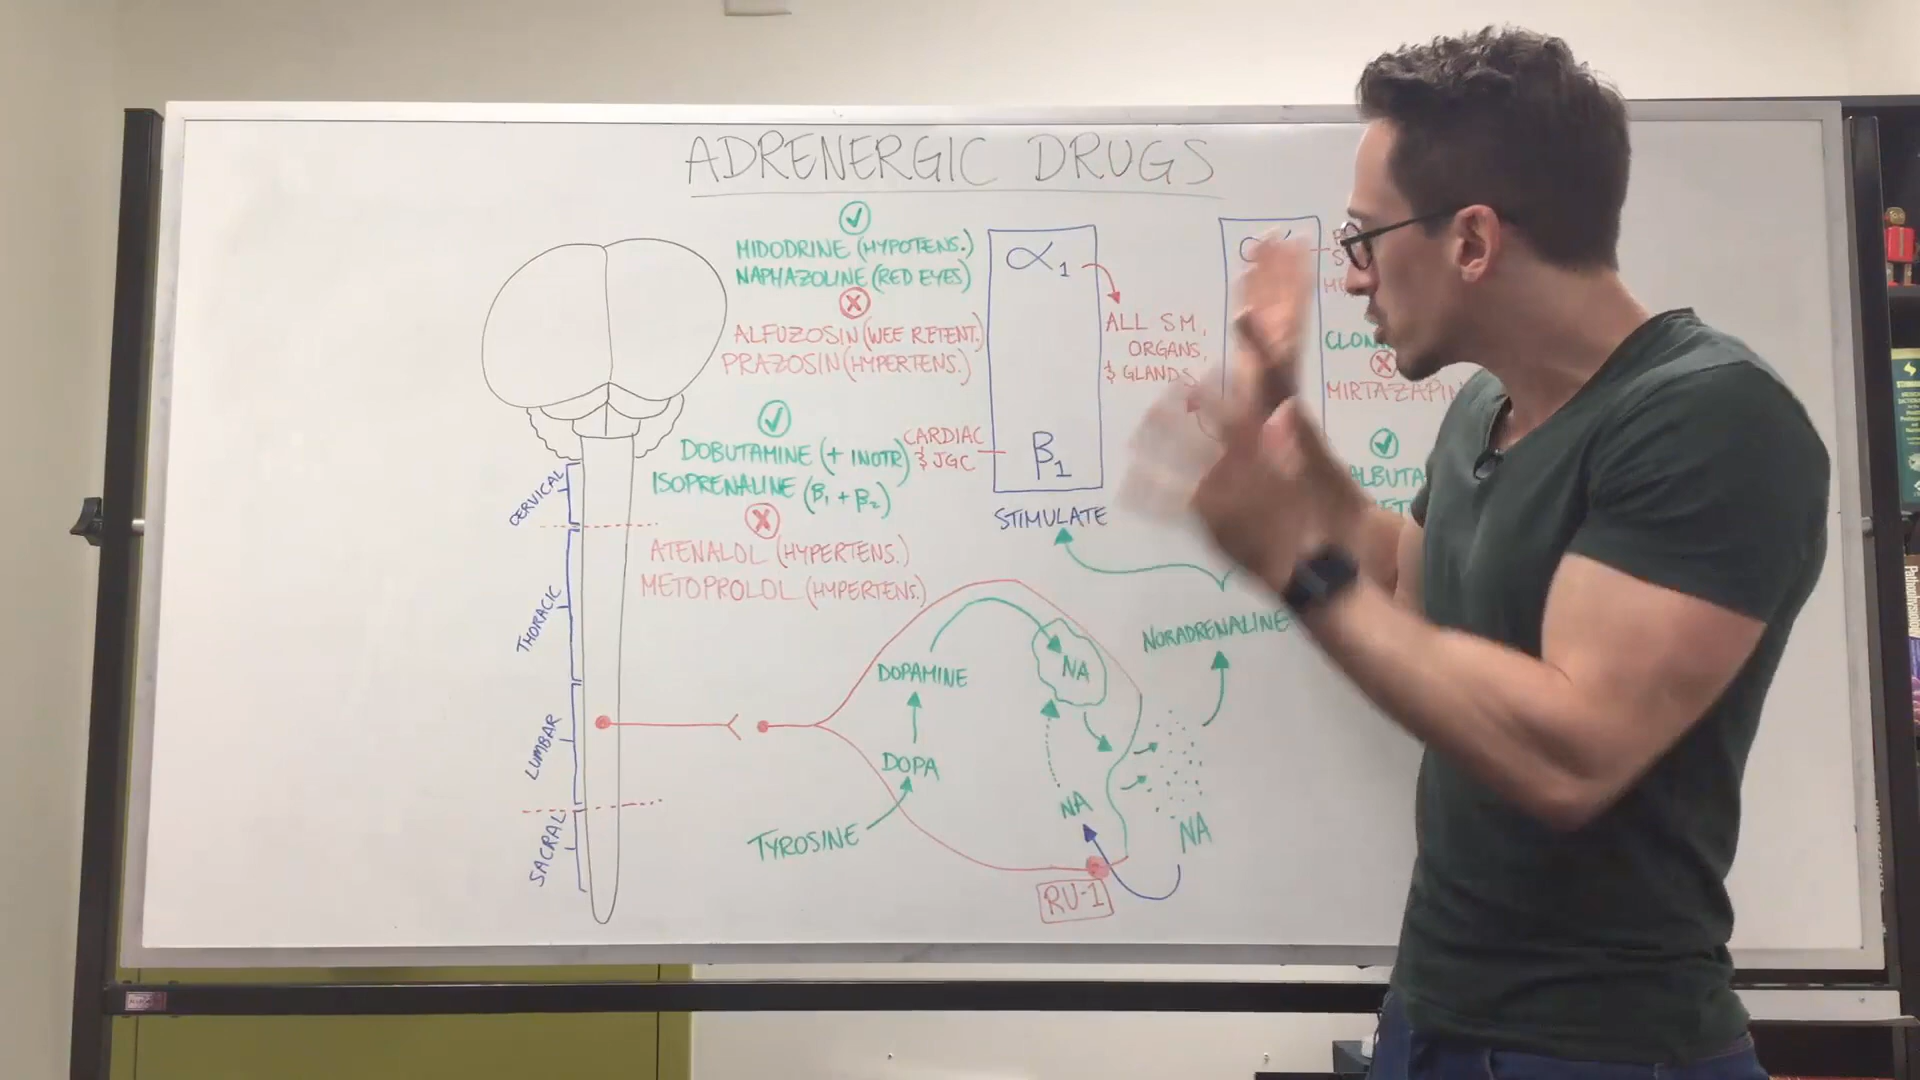 ADRENERGIC DRUGS
MIDODRINE (HYPOTENS.)
NAPHAZOLINE (RED EYES)
ALFUZOSIN (WEE RETENT.)
PRAZOSIN (HYPERTENS.)
DOBUTAMINE (+ INOTR)
ISOPRENALINE (β1 + β2)
ATENALOL (HYPERTENS.)
METOPROLOL (HYPERTENS.)
CARDIAC
& JGC
α1
β1
STIMULATE
ALL SM,
ORGANS,
& GLANDS
MIRTAZAPIN
CERVICAL
THORACIC
LUMBAR
SACRAL
DOPAMINE
DOPA
TYROSINE
NA
NA
NA
RU-1
NORADRENALINE
Pathophysiology